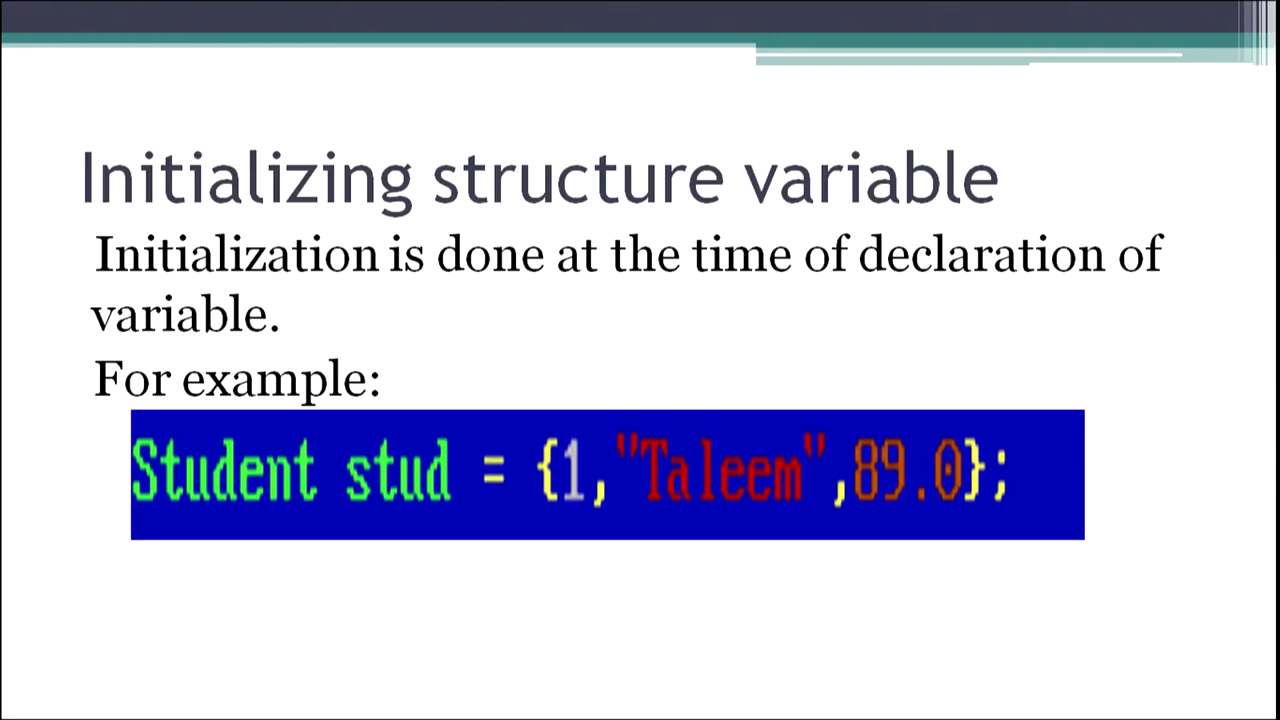 Initializing structure variable
Initialization is done at the time of declaration of
variable.
For example:
Student stud = {1,"Taleem",89.0};